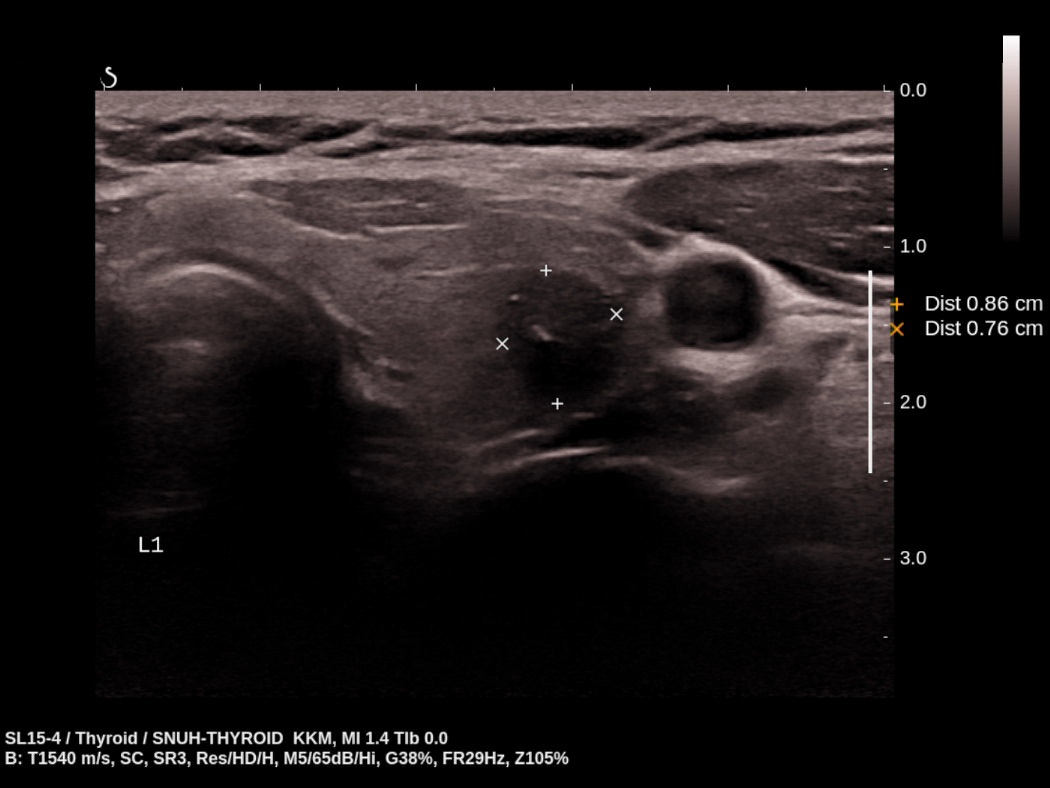 S
0.0
1.0
+ Dist 0.86 cm
× Dist 0.76 cm
2.0
3.0
L1
SL15-4 / Thyroid / SNUH-THYROID KKM, MI 1.4 TIb 0.0
B: T1540 m/s, SC, SR3, Res/HD/H, M5/65dB/Hi, G38%, FR29Hz, Z105%